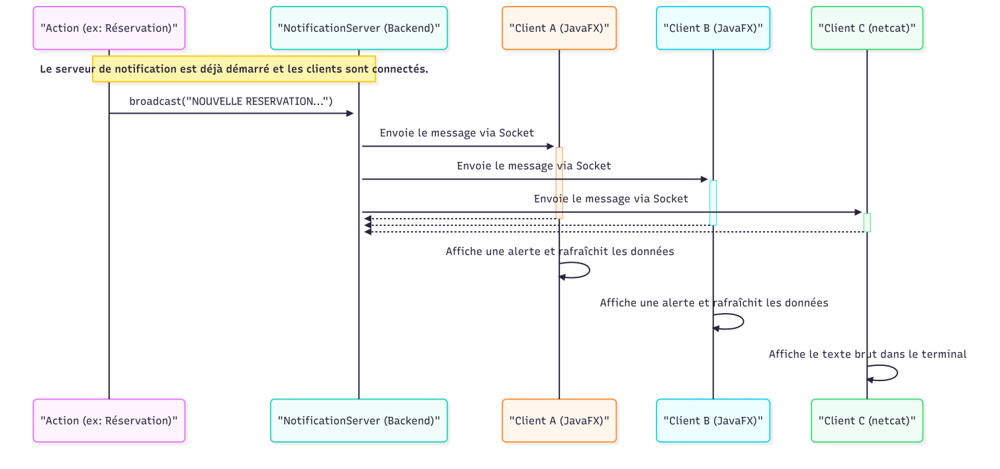 "Action (ex: Réservation)"
"NotificationServer (Backend)"
"Client A (JavaFX)"
"Client B (JavaFX)"
"Client C (netcat)"
Le serveur de notification est déjà démarré et les clients sont connectés.
broadcast("NOUVELLE RESERVATION...")
Envoie le message via Socket
Envoie le message via Socket
Envoie le message via Socket
Affiche une alerte et rafraîchit les données
Affiche une alerte et rafraîchit les données
Affiche le texte brut dans le terminal
"Action (ex: Réservation)"
"NotificationServer (Backend)"
"Client A (JavaFX)"
"Client B (JavaFX)"
"Client C (netcat)"